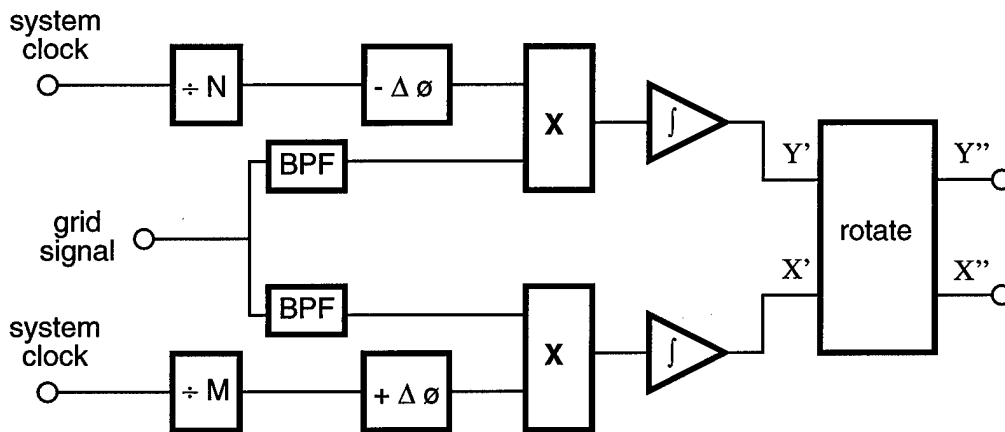 system
clock
÷ N
- Δ ø
X
∫
BPF
Y'
Y”
grid
signal
rotate
X'
X”
BPF
system
clock
÷ M
+ Δ ø
X
∫